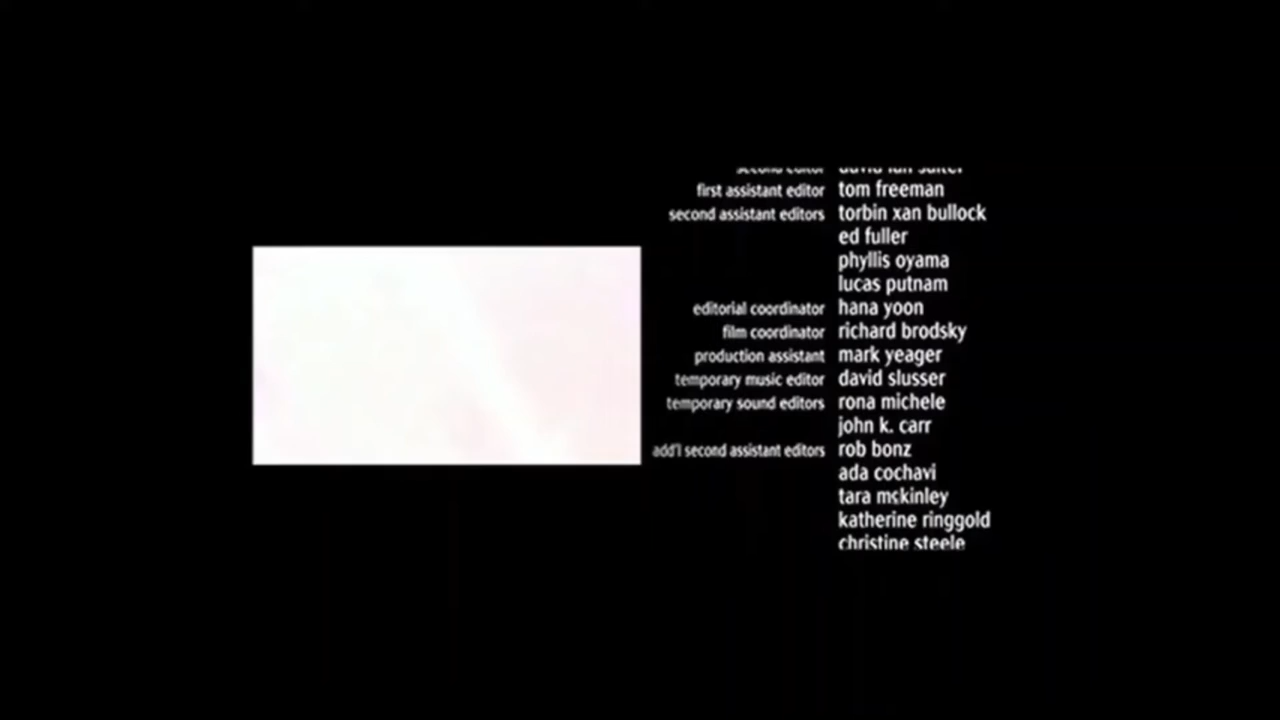 first assistant editor tom freeman
second assistant editors torbin xan bullock
ed fuller
phyllis oyama
lucas putnam
editorial coordinator hana yoon
film coordinator richard brodsky
production assistant mark yeager
temporary music editor david slusser
temporary sound editors rona michele
john k. carr
add'l second assistant editors rob bonz
ada cochavi
tara mckinley
katherine ringgold
christine steele